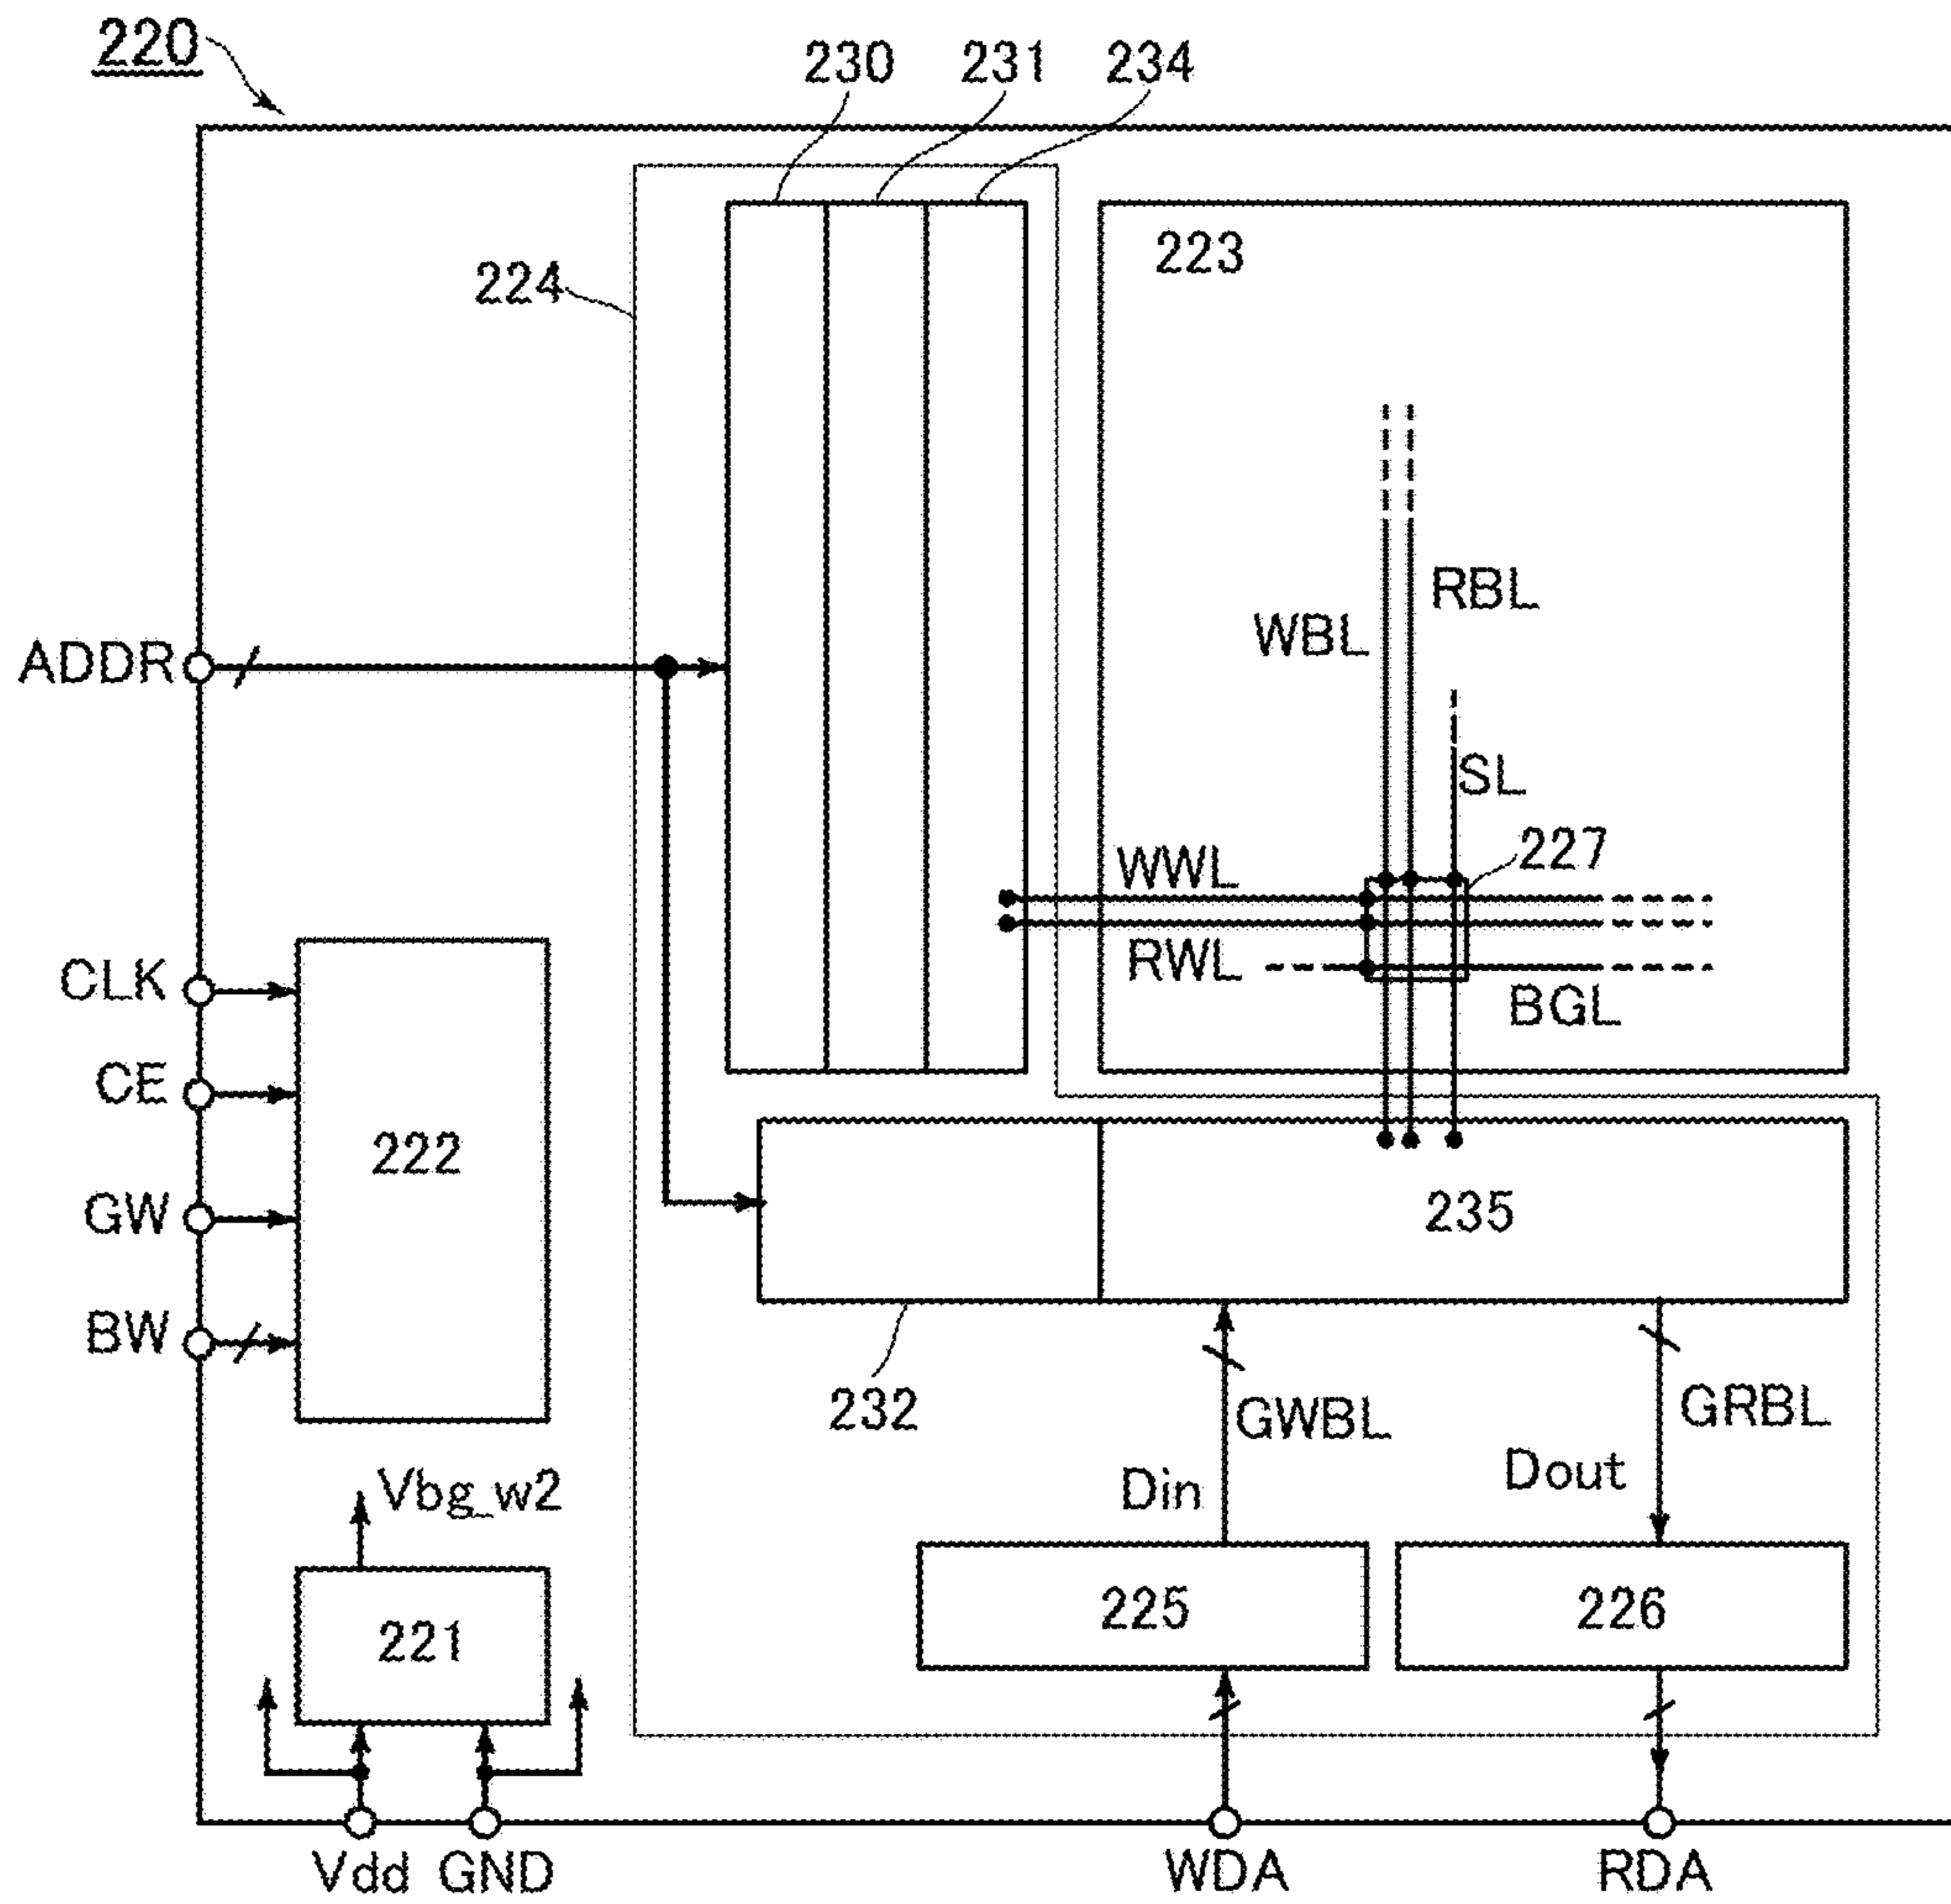 220
230 231 234
223
224
RBL
WBL
ADDR
SL
227
WWL
RWL
CLK
BGL
CE
222
GW
235
BW
232
GWBL
GRBL
Dout
Din
Vbg_w2
225
226
221
Vdd GND
WDA
RDA